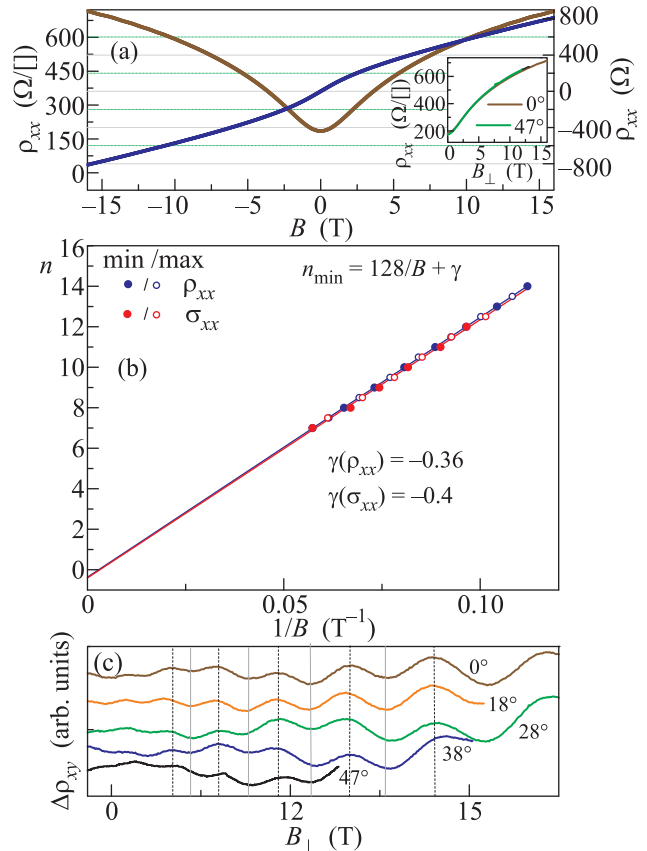 (a)
ρxx (Ω/[])
600
450
300
150
0
800
400
0
−400
−800
ρxx (Ω)
−15 −10 −5 0 5 10 15
B (T)
ρxx (Ω/[])
600
400
200
0 5 10 15
B⊥ (T)
0°
47°
n
16
14
12
10
8
6
4
2
0
min /max
/ ρxx
/ σxx
nmin = 128/B + γ
(b)
γ(ρxx) = −0.36
γ(σxx) = −0.4
0 0.05 0.10
1/B (T−1)
(c)
Δρxy (arb. units)
0°
18°
28°
38°
47°
0 12 15
B⊥ (T)